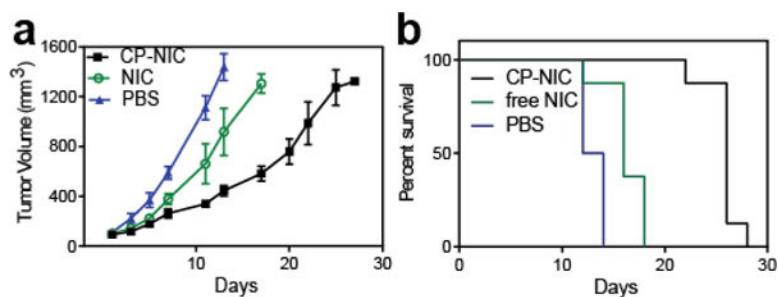 a
1600
1200
800
400
0
Tumor Volume (mm³)
CP-NIC
NIC
PBS
10
20
30
Days
b
100
50
0
Percent survival
CP-NIC
free NIC
PBS
0
10
20
30
Days